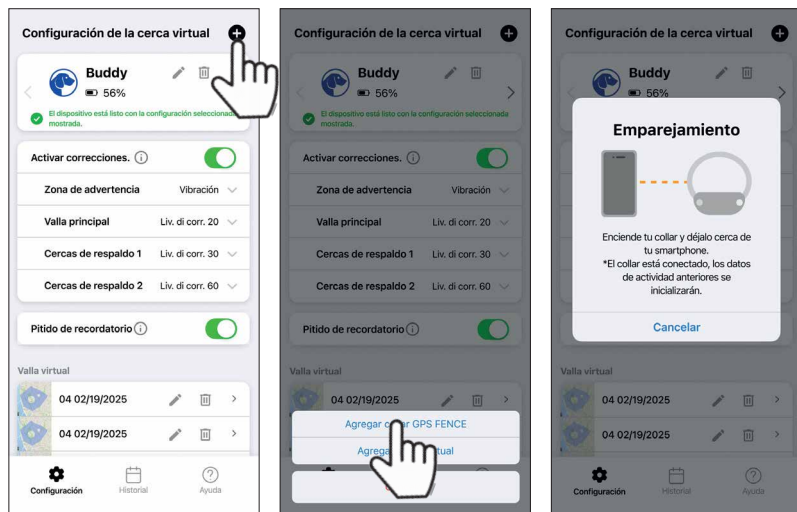 Configuración de la cerca virtual
Buddy
56%
El dispositivo está listo con la configuración seleccionada
mostrada.
Activar correcciones.
Zona de advertencia Vibración
Valla principal Liv. di corr. 20
Cercas de respaldo 1 Liv. di corr. 30
Cercas de respaldo 2 Liv. di corr. 60
Pitido de recordatorio
Valla virtual
04 02/19/2025
04 02/19/2025
Configuración Historial Ayuda
Configuración de la cerca virtual
Buddy
56%
El dispositivo está listo con la configuración seleccionada
mostrada.
Activar correcciones.
Zona de advertencia Vibración
Valla principal Liv. di corr. 20
Cercas de respaldo 1 Liv. di corr. 30
Cercas de respaldo 2 Liv. di corr. 60
Pitido de recordatorio
Valla virtual
04 02/19/2025
Agregar GPS FENCE
Configuración de la cerca virtual
Buddy
56%
Emparejamiento
Enciende tu collar y déjalo cerca de
tu smartphone.
*El collar está conectado, los datos
de actividad anteriores se
inicializarán.
Cancelar
Valla virtual
04 02/19/2025
04 02/19/2025
Configuración Historial Ayuda